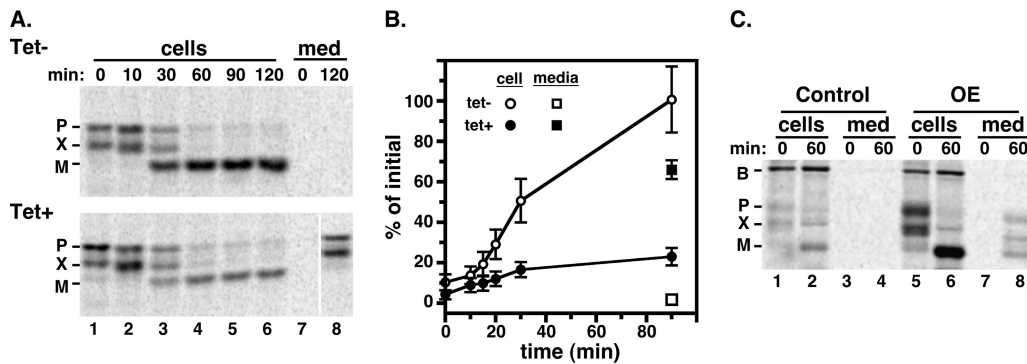 A.
Tet-
cells med
min: 0 10 30 60 90 120 0 120
P
X
M
Tet+
P
X
M
1 2 3 4 5 6 7 8
B.
% of initial
100
80
60
40
20
0
cell media
tet-
tet+
0 20 40 60 80
time (min)
C.
Control OE
cells med cells med
min: 0 60 0 60 0 60 0 60
B
P
X
M
1 2 3 4 5 6 7 8